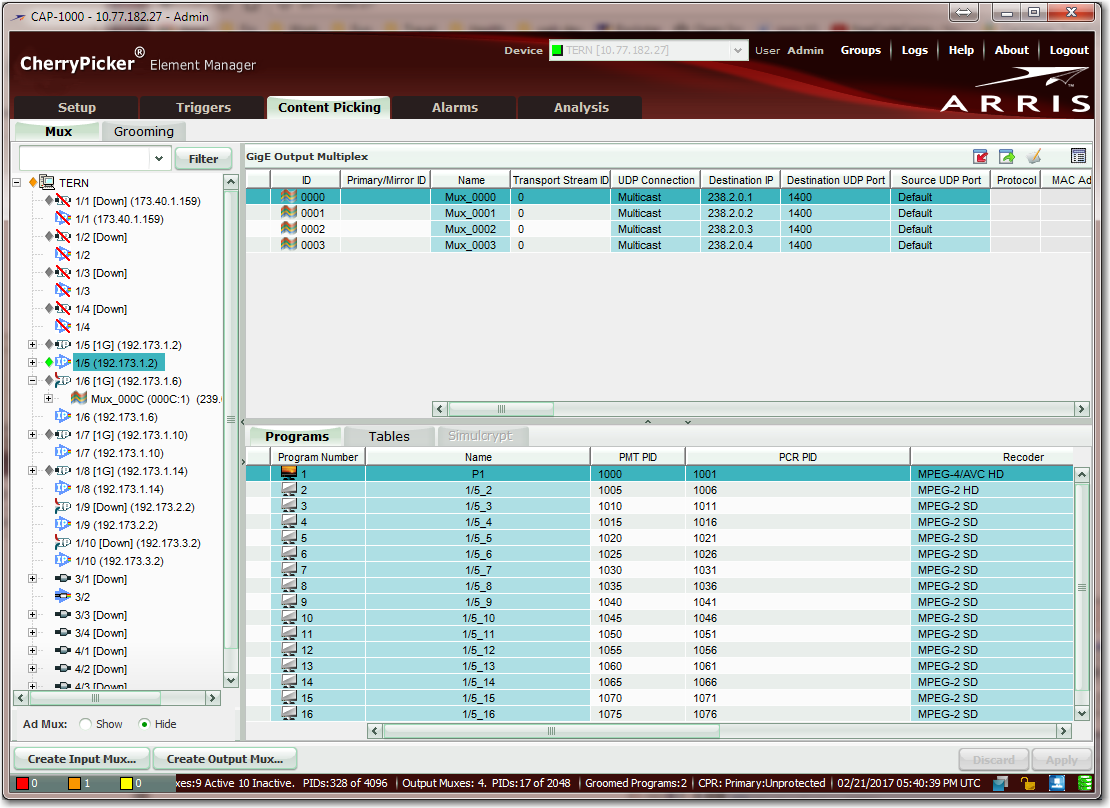 CAP-1000 - 10.77.182.27 - Admin
CherryPicker® Element Manager
Device TERN [10.77.182.27] User Admin Groups Logs Help About Logout
ARRIS
Setup Triggers Content Picking Alarms Analysis
Mux Grooming
Filter
TERN
1/1 [Down] (173.40.1.159)
1/1 (173.40.1.159)
1/2 [Down]
1/2
1/3 [Down]
1/3
1/4 [Down]
1/4
1/5 [1G] (192.173.1.2)
1/5 (192.173.1.2)
1/6 [1G] (192.173.1.6)
Mux_000C (000C:1) (239.
1/6 (192.173.1.6)
1/7 [1G] (192.173.1.10)
1/7 (192.173.1.10)
1/8 [1G] (192.173.1.14)
1/8 (192.173.1.14)
1/9 [Down] (192.173.2.2)
1/9 (192.173.2.2)
1/10 [Down] (192.173.3.2)
1/10 (192.173.3.2)
3/1 [Down]
3/2
3/3 [Down]
3/4 [Down]
4/1 [Down]
4/2 [Down]
4/3 [Down]
Ad Mux: Show Hide
GigE Output Multiplex
ID Primary/Mirror ID Name Transport Stream ID UDP Connection Destination IP Destination UDP Port Source UDP Port Protocol MAC Ad
0000 Mux_0000 0 Multicast 238.2.0.1 1400 Default
0001 Mux_0001 0 Multicast 238.2.0.2 1400 Default
0002 Mux_0002 0 Multicast 238.2.0.3 1400 Default
0003 Mux_0003 0 Multicast 238.2.0.4 1400 Default
Programs Tables Simulcrypt
Program Number Name PMT PID PCR PID Recoder
1 P1 1000 1001 MPEG-4/AVC HD
2 1/5_2 1005 1006 MPEG-2 HD
3 1/5_3 1010 1011 MPEG-2 SD
4 1/5_4 1015 1016 MPEG-2 SD
5 1/5_5 1020 1021 MPEG-2 SD
6 1/5_6 1025 1026 MPEG-2 SD
7 1/5_7 1030 1031 MPEG-2 SD
8 1/5_8 1035 1036 MPEG-2 SD
9 1/5_9 1040 1041 MPEG-2 SD
10 1/5_10 1045 1046 MPEG-2 SD
11 1/5_11 1050 1051 MPEG-2 SD
12 1/5_12 1055 1056 MPEG-2 SD
13 1/5_13 1060 1061 MPEG-2 SD
14 1/5_14 1065 1066 MPEG-2 SD
15 1/5_15 1070 1071 MPEG-2 SD
16 1/5_16 1075 1076 MPEG-2 SD
Create Input Mux... Create Output Mux... Discard Apply
0 1 0 xes:9 Active 10 Inactive. PIDs:328 of 4096 Output Muxes: 4. PIDs:17 of 2048 Groomed Programs:2 CPR: Primary:Unprotected 02/21/2017 05:40:39 PM UTC